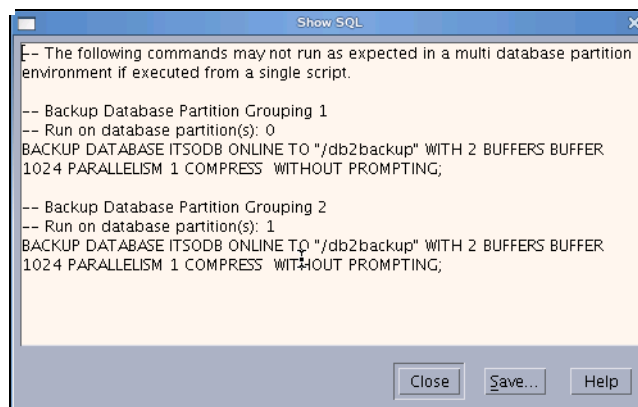 Show SQL
-- The following commands may not run as expected in a multi database partition
environment if executed from a single script.
-- Backup Database Partition Grouping 1
-- Run on database partition(s): 0
BACKUP DATABASE ITSODB ONLINE TO "/db2backup" WITH 2 BUFFERS BUFFER
1024 PARALLELISM 1 COMPRESS  WITHOUT PROMPTING;
-- Backup Database Partition Grouping 2
-- Run on database partition(s): 1
BACKUP DATABASE ITSODB ONLINE TO "/db2backup" WITH 2 BUFFERS BUFFER
1024 PARALLELISM 1 COMPRESS  WITHOUT PROMPTING;
Close Save... Help